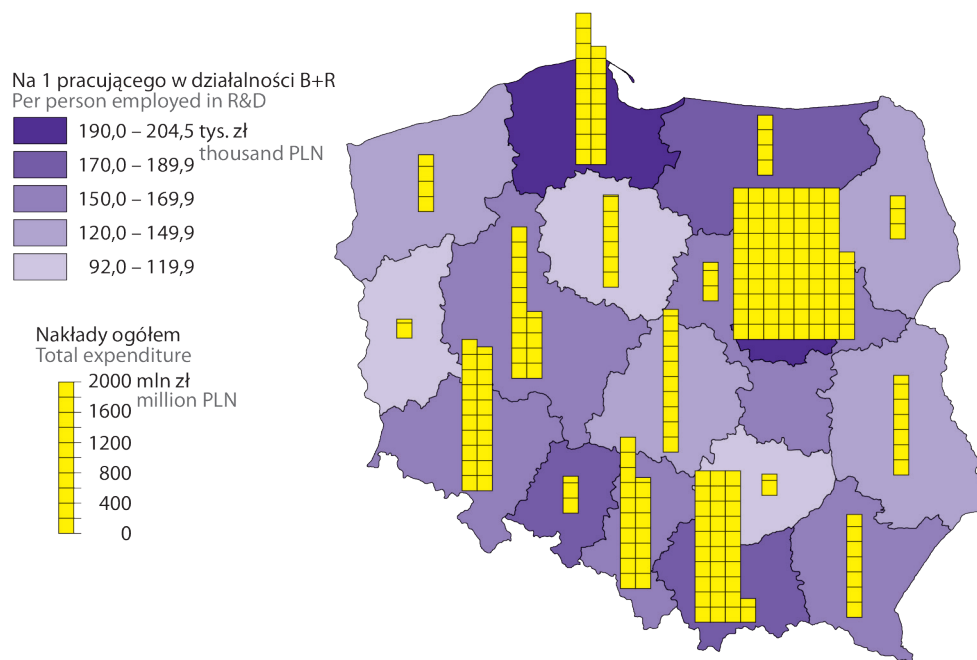 Na 1 pracującego w działalności B+R
Per person employed in R&D
190,0 – 204,5 tys. zł
thousand PLN
170,0 – 189,9
150,0 – 169,9
120,0 – 149,9
92,0 – 119,9
Nakłady ogółem
Total expenditure
2000 mln zł
million PLN
1600
1200
800
400
0